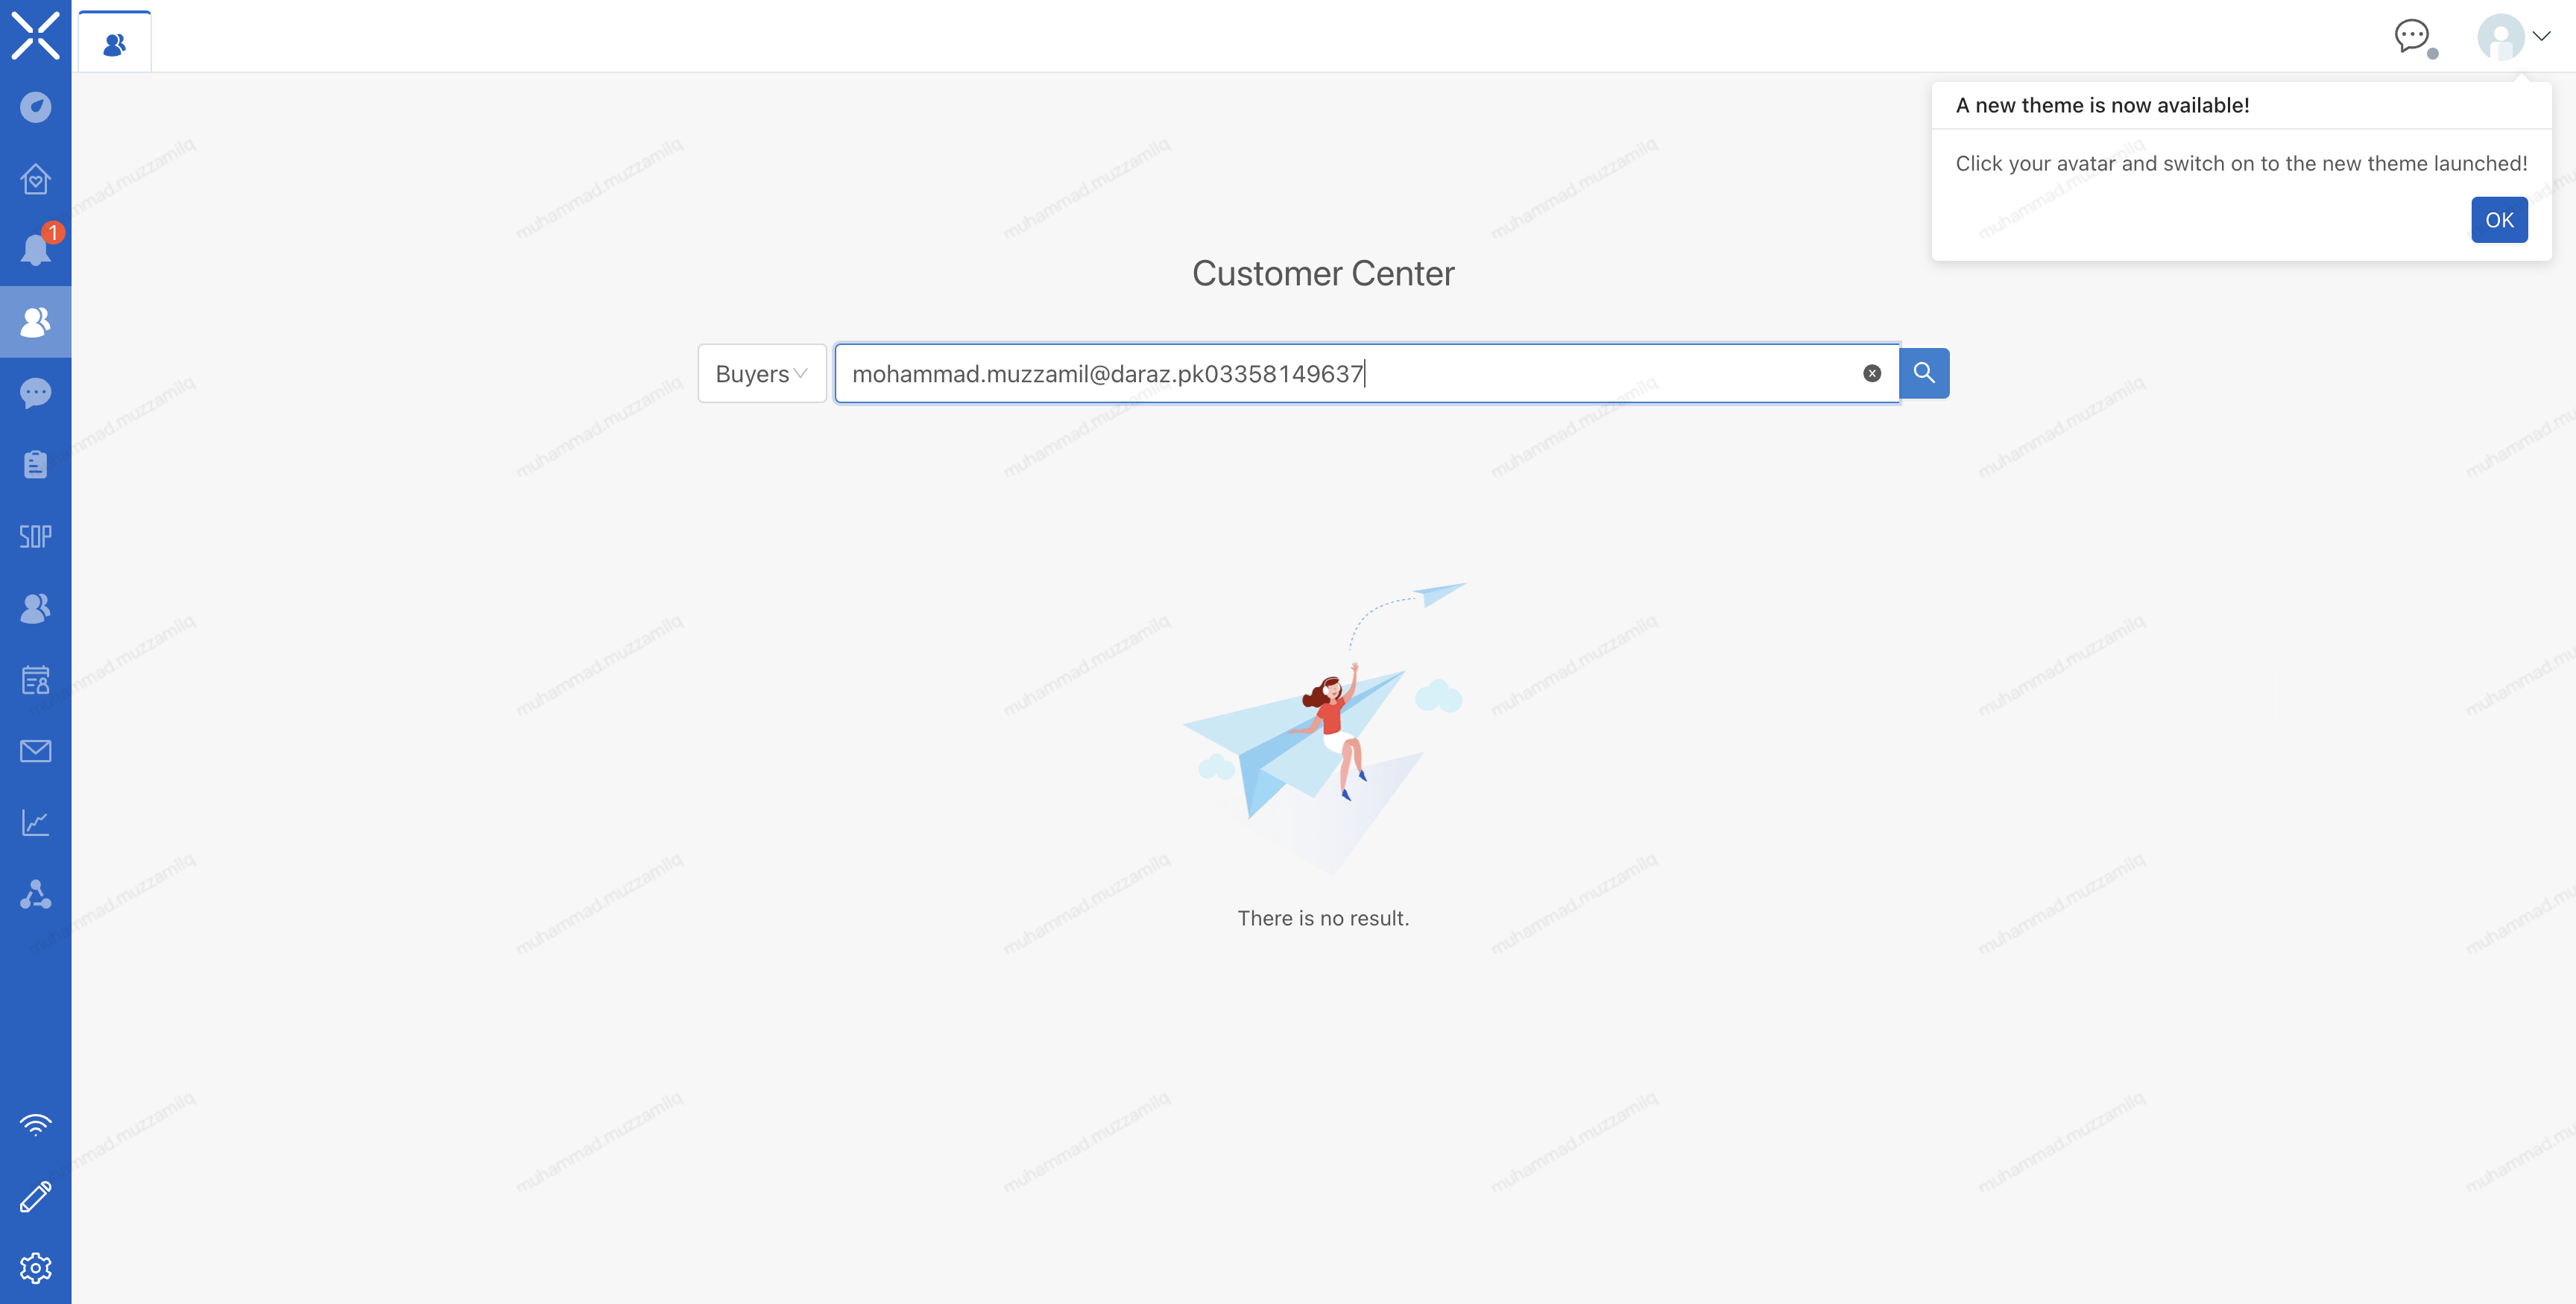 A new theme is now available!
Click your avatar and switch on to the new theme launched!
OK
1
Customer Center
Buyers
mohammad.muzzamil@daraz.pk03358149637
SOP
There is no result.
muhammad.muzzamilq